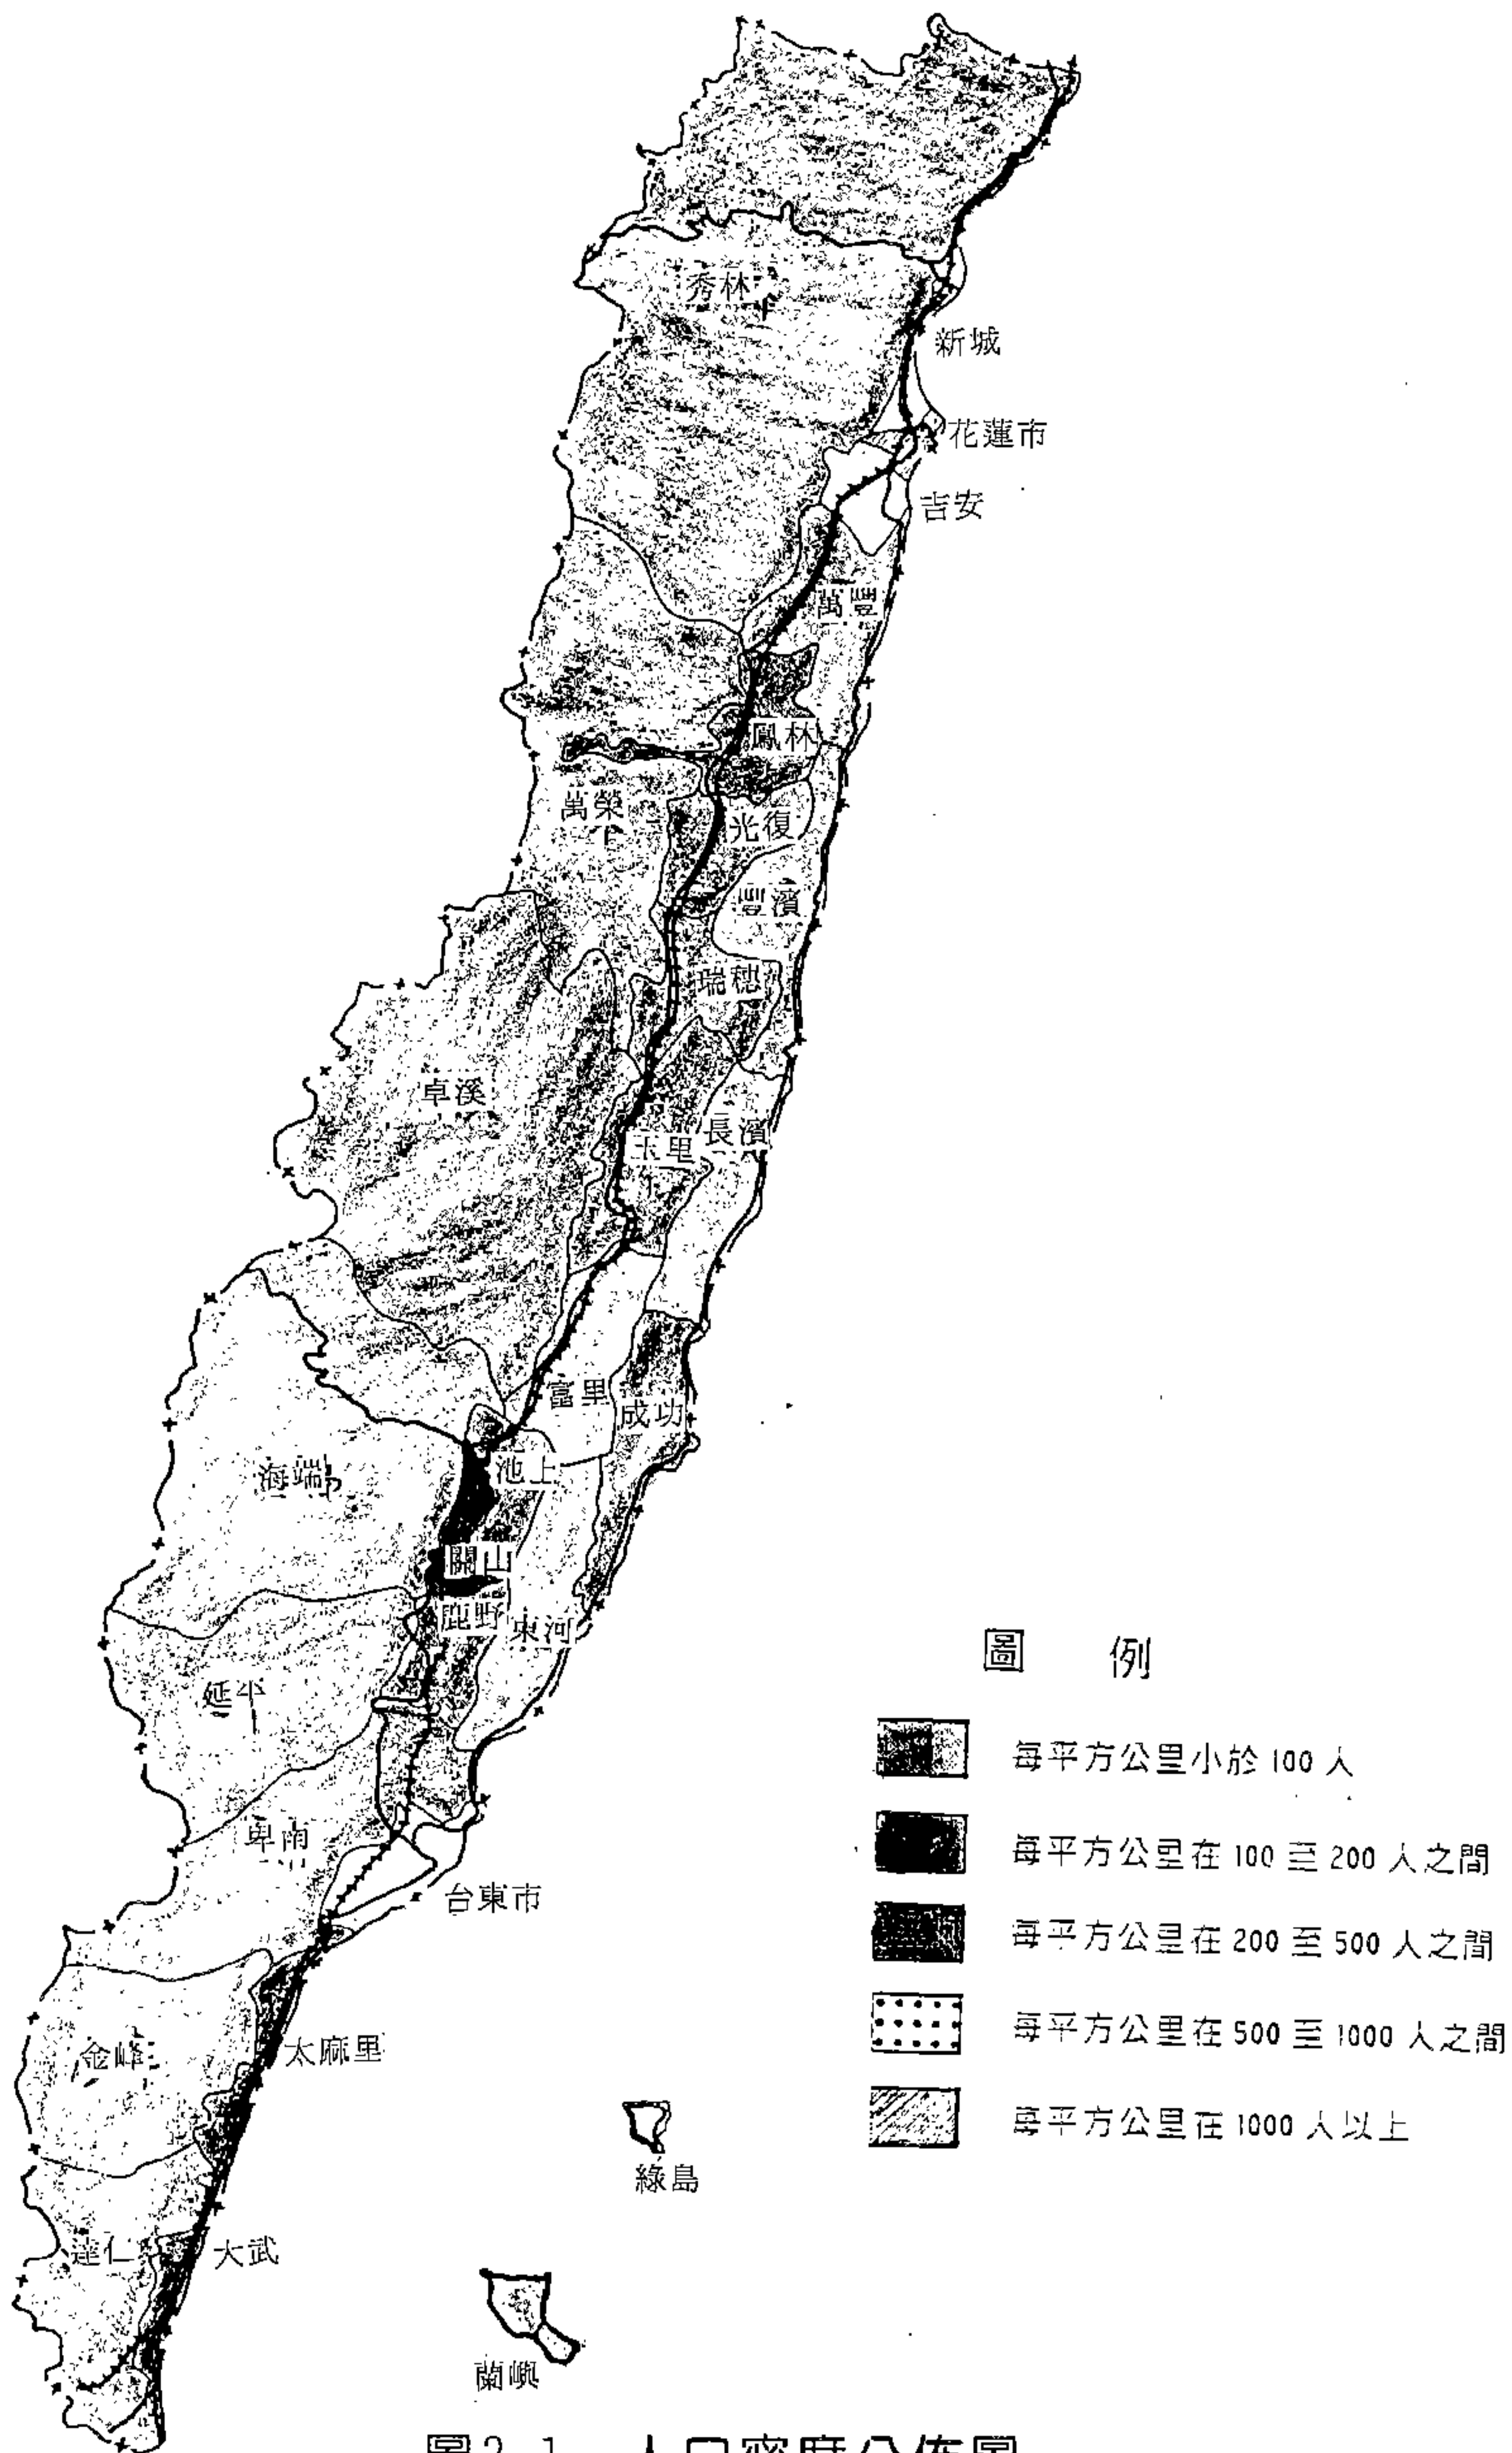 秀林
新城
花蓮市
吉安
萬豐
鳳林
萬榮
光復
豐濱
瑞穂
卓溪
玉里
長濱
富里
成功
池上
海端
關山
鹿野
東河
延平
卑南
台東市
金峰
太麻里
綠島
達仁
大武
蘭嶼
圖 例
每平方公里小於 100 人
每平方公里在 100 至 200 人之間
每平方公里在 200 至 500 人之間
每平方公里在 500 至 1000 人之間
每平方公里在 1000 人以上
圖2-1 人口密度分佈圖